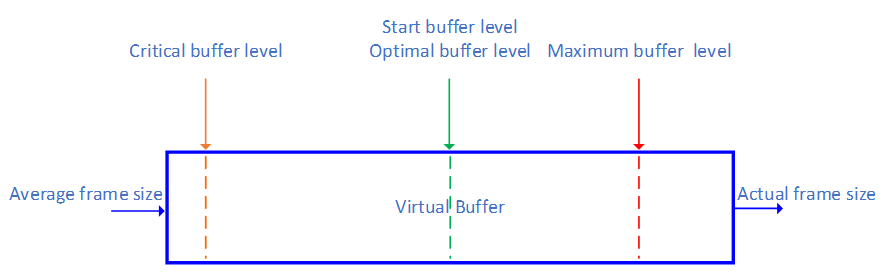 Start buffer level
Critical buffer level
Optimal buffer level
Maximum buffer level
Average frame size
Virtual Buffer
Actual frame size